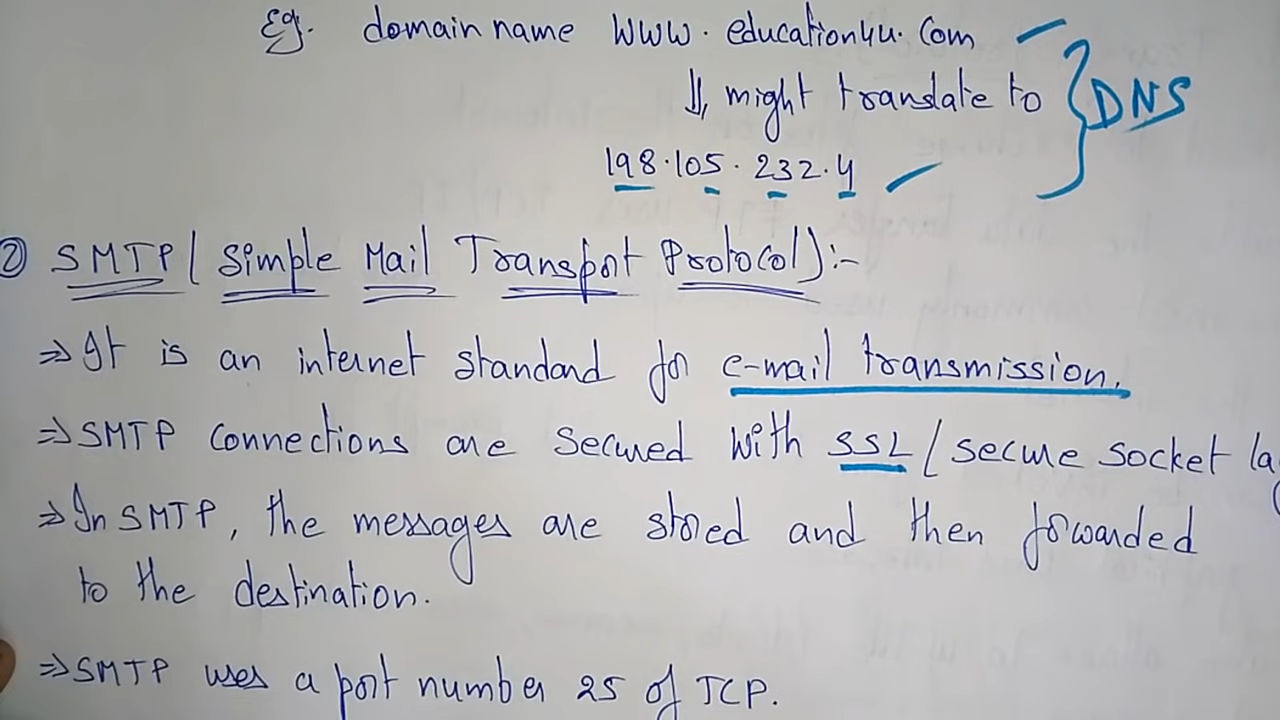 Eg. domain name www.education4u.com
⇓ might translate to } DNS
198.105.232.4
② SMTP/ Simple Mail Transport Protocol):-
⇒ It is an internet standard for e-mail transmission.
⇒ SMTP connections are secured with SSL / secure socket la
⇒ In SMTP, the messages are stored and then forwarded
to the destination.
⇒ SMTP uses a port number 25 of TCP.